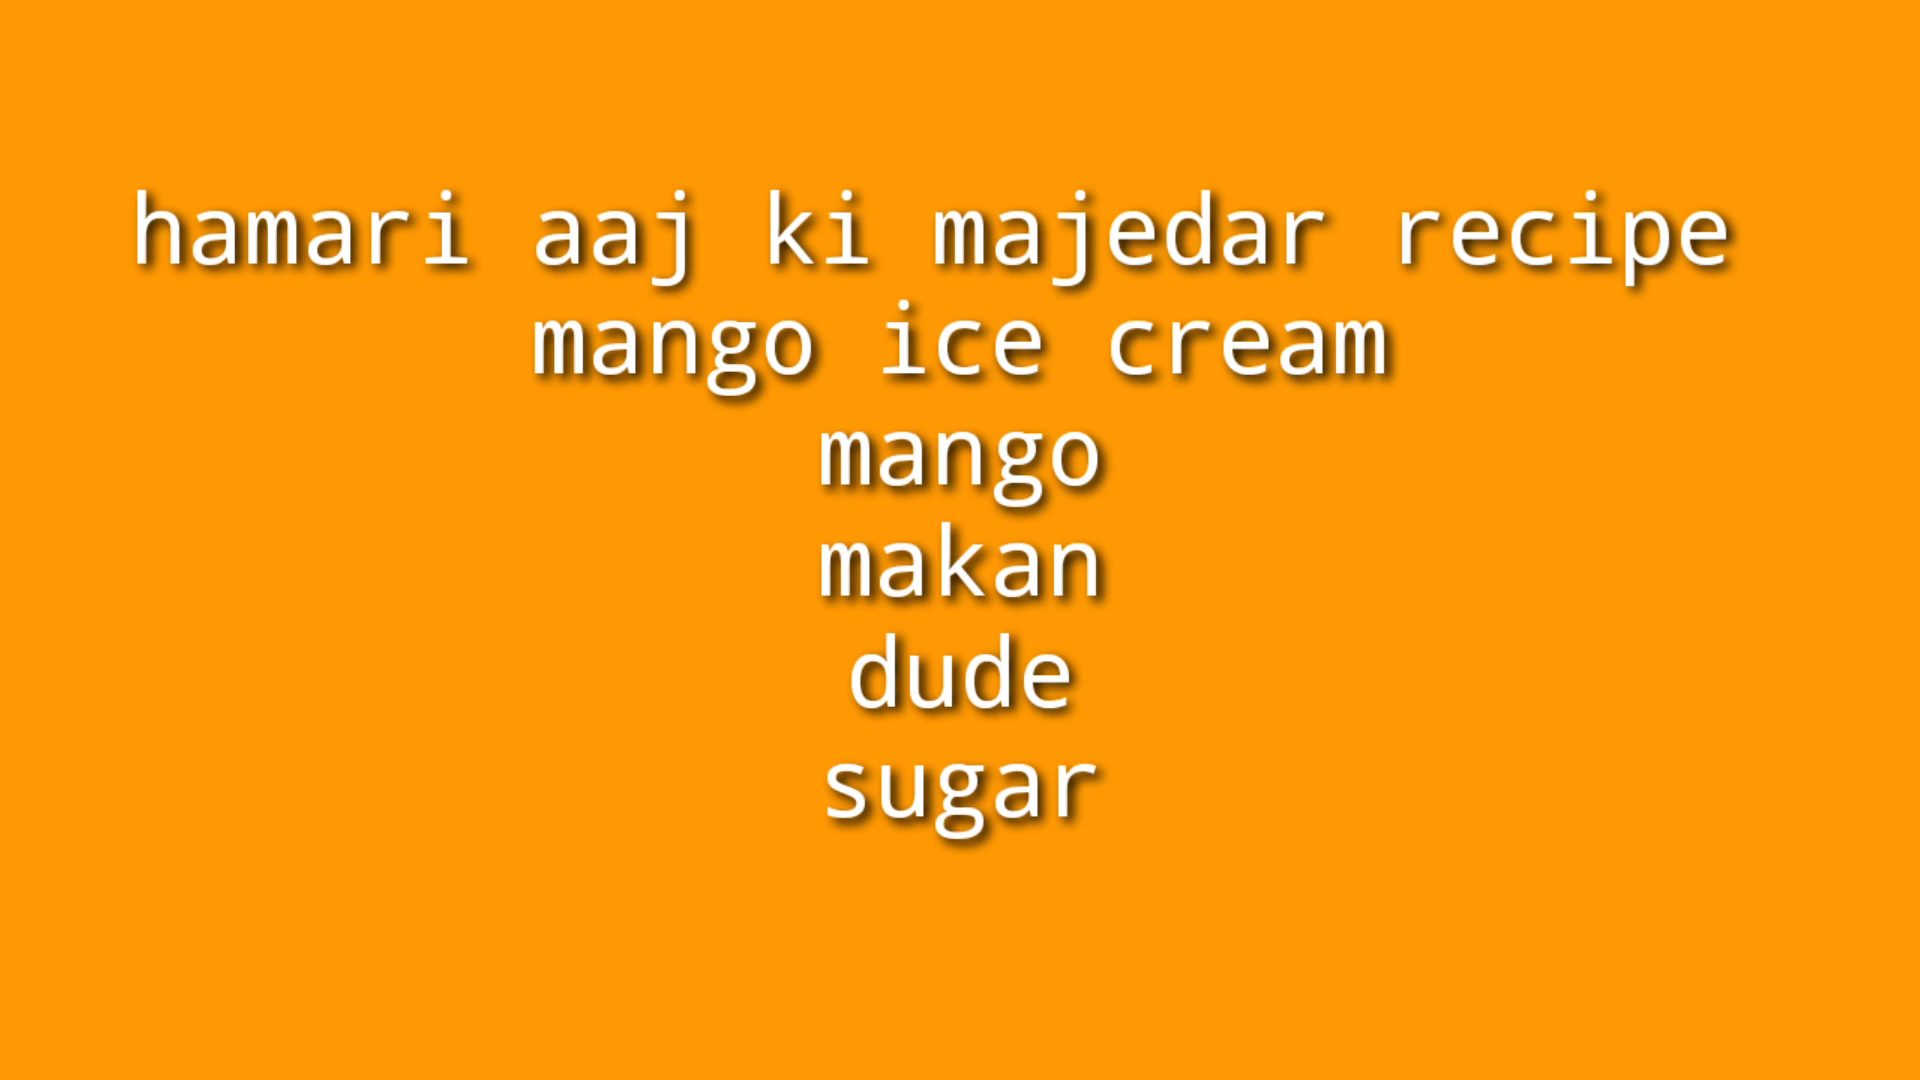 hamari aaj ki majedar recipe
mango ice cream
mango
makan
dude
sugar